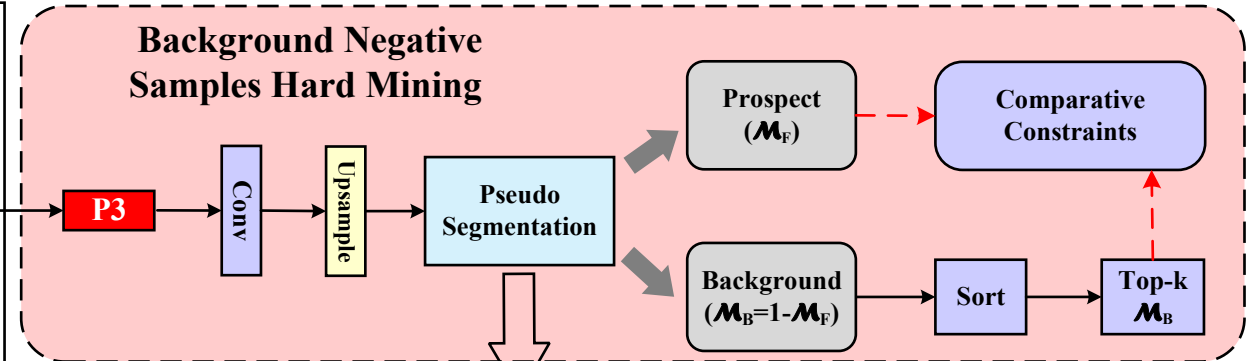 Background Negative
Samples Hard Mining
P3
Conv
Upsample
Pseudo
Segmentation
Prospect
(𝓜F)
Comparative
Constraints
Background
(𝓜B=1-𝓜F)
Sort
Top-k
𝓜B